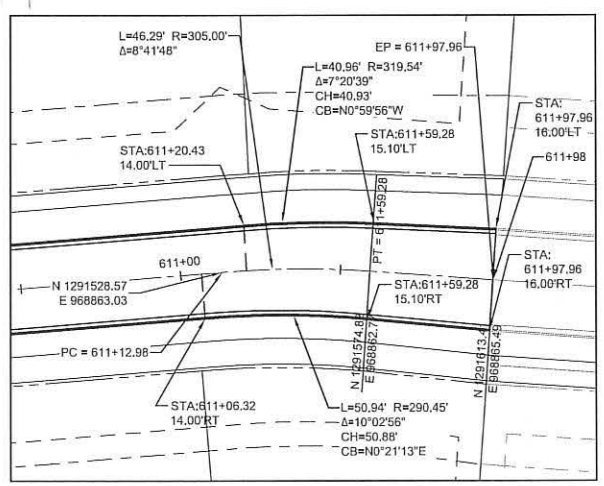 L=46.29' R=305.00'
Δ=8°41'48"
L=40.96' R=319.54'
Δ=7°20'39"
CH=40.93'
CB=N0°59'56"W
EP = 611+97.96
STA:
611+97.96
16.00'LT
STA:611+20.43
14.00'LT
STA:611+59.28
15.10'LT
611+98
PT = 611+59.28
611+00
N 1291528.57
E 968863.03
STA:
611+97.96
16.00'RT
STA:611+59.28
15.10'RT
PC = 611+12.98
N 1291574.8
E 968862.7
N 1291613.4
E 968865.49
STA:611+06.32
14.00'RT
L=50.94' R=290.45'
Δ=10°02'56"
CH=50.88'
CB=N0°21'13"E